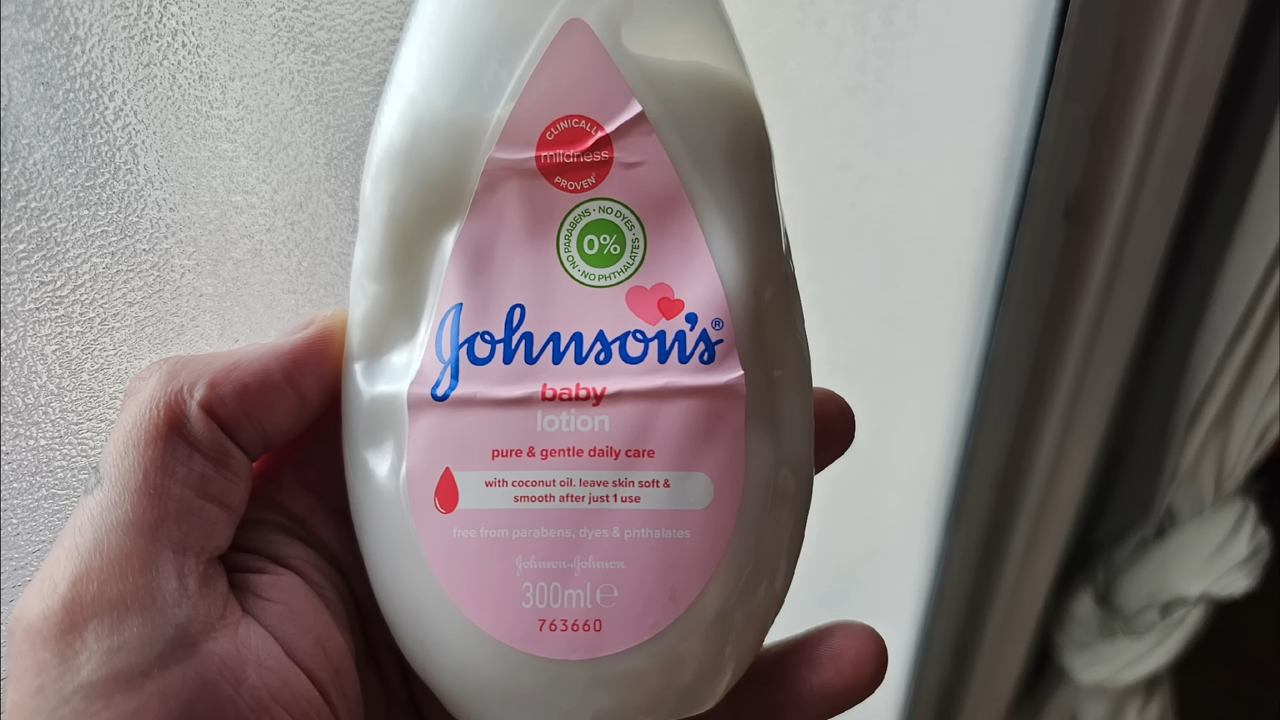 CLINICALLY
mildness
PROVEN®
NO PARABENS • NO DYES • NO PHTHALATES •
0%
Johnson's®
baby
lotion
pure & gentle daily care
with coconut oil. leave skin soft &
smooth after just 1 use
free from parabens, dyes & phthalates
Johnson+Johnson
300ml℮
763660